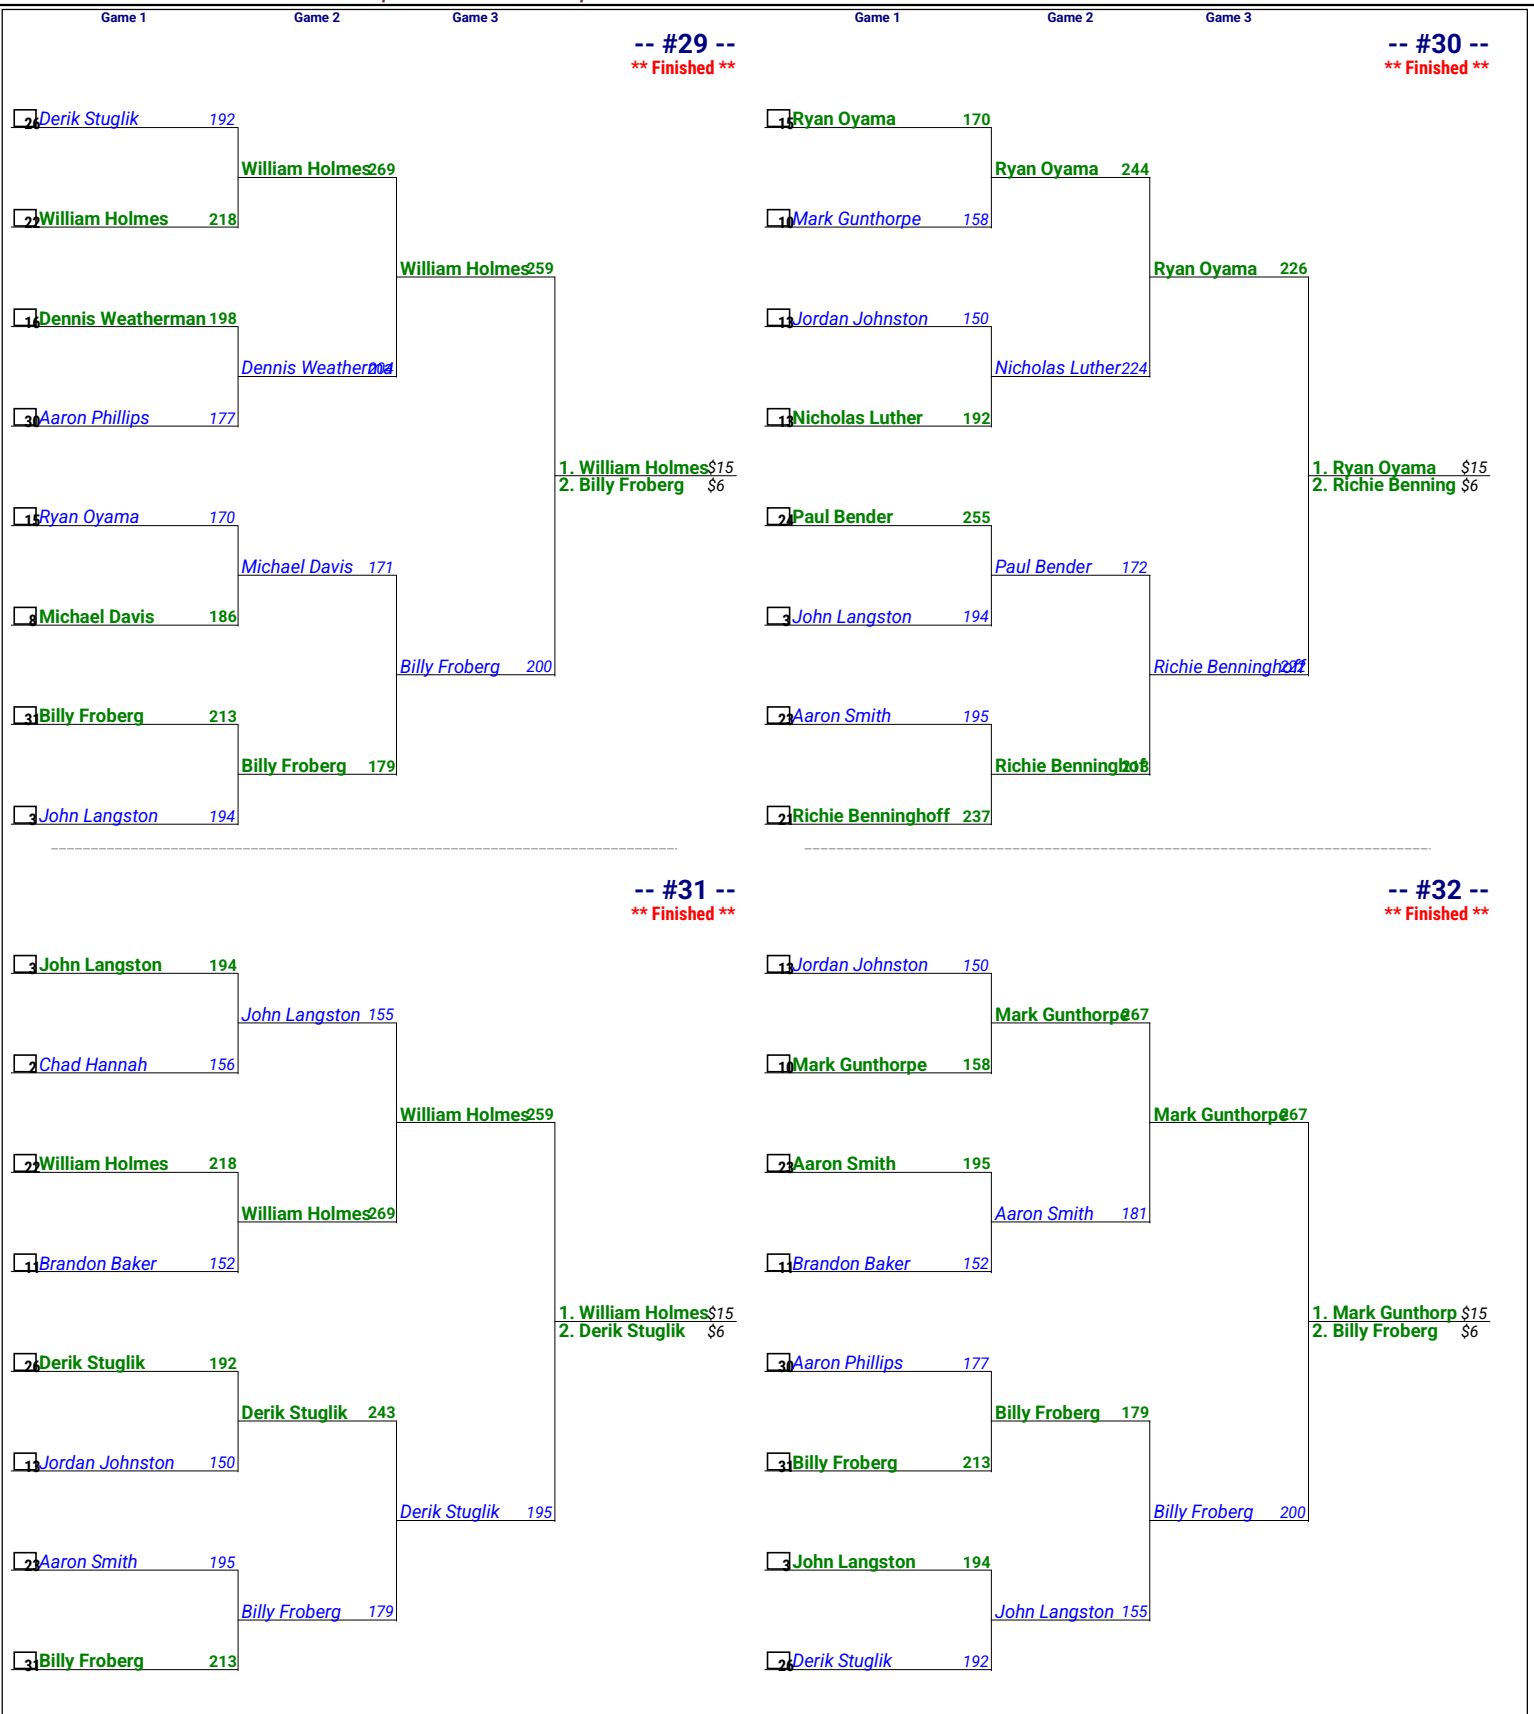 Game 1 Game 2 Game 3 Game 1 Game 2 Game 3
-- #29 --
** Finished **
26 Derik Stuglik 192
William Holmes 269
22 William Holmes 218
William Holmes 259
16 Dennis Weatherman 198
Dennis Weatherma 204
30 Aaron Phillips 177
1. William Holmes $15
2. Billy Froberg $6
15 Ryan Oyama 170
Michael Davis 171
8 Michael Davis 186
Billy Froberg 200
31 Billy Froberg 213
Billy Froberg 179
3 John Langston 194
-- #30 --
** Finished **
15 Ryan Oyama 170
Ryan Oyama 244
10 Mark Gunthorpe 158
Ryan Oyama 226
13 Jordan Johnston 150
Nicholas Luther 224
13 Nicholas Luther 192
1. Ryan Oyama $15
2. Richie Benning $6
24 Paul Bender 255
Paul Bender 172
3 John Langston 194
Richie Benninghoff
23 Aaron Smith 195
Richie Benninghof 213
21 Richie Benninghoff 237
-- #31 --
** Finished **
3 John Langston 194
John Langston 155
2 Chad Hannah 156
William Holmes 259
22 William Holmes 218
William Holmes 269
11 Brandon Baker 152
1. William Holmes $15
2. Derik Stuglik $6
26 Derik Stuglik 192
Derik Stuglik 243
13 Jordan Johnston 150
Derik Stuglik 195
23 Aaron Smith 195
Billy Froberg 179
31 Billy Froberg 213
-- #32 --
** Finished **
13 Jordan Johnston 150
Mark Gunthorpe 267
10 Mark Gunthorpe 158
Mark Gunthorpe 267
23 Aaron Smith 195
Aaron Smith 181
11 Brandon Baker 152
1. Mark Gunthorp $15
2. Billy Froberg $6
30 Aaron Phillips 177
Billy Froberg 179
31 Billy Froberg 213
Billy Froberg 200
3 John Langston 194
John Langston 155
26 Derik Stuglik 192